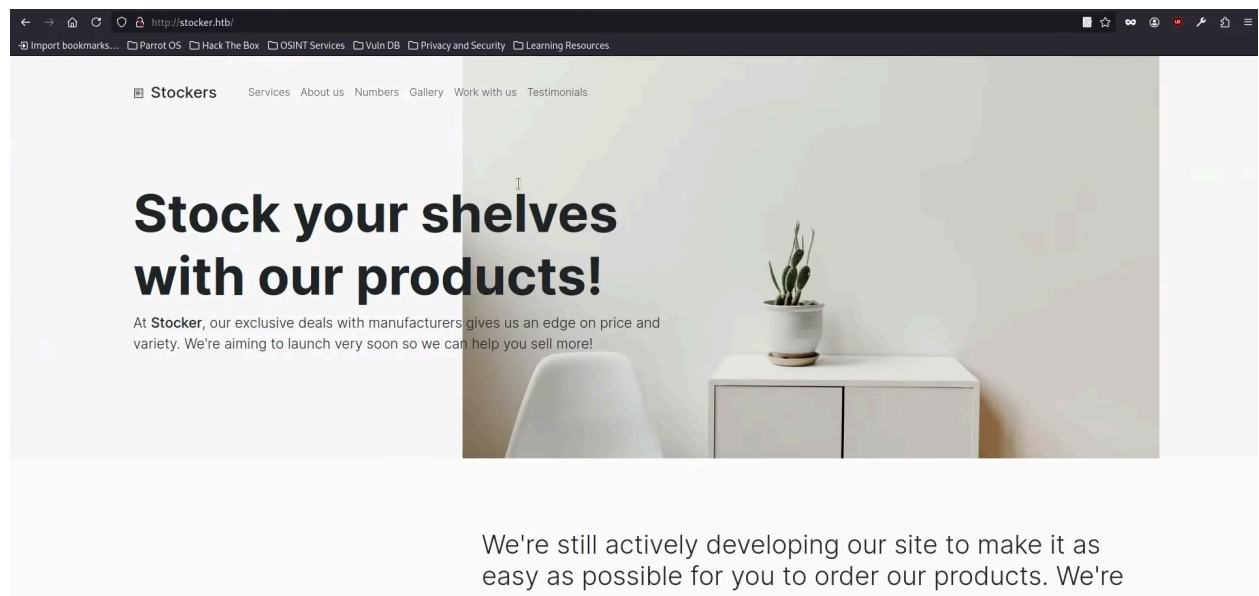 http://stocker.htb/
Import bookmarks... Parrot OS Hack The Box OSINT Services Vuln DB Privacy and Security Learning Resources
Stockers Services About us Numbers Gallery Work with us Testimonials
Stock your shelves
with our products!
At Stocker, our exclusive deals with manufacturers gives us an edge on price and
variety. We're aiming to launch very soon so we can help you sell more!
We're still actively developing our site to make it as
easy as possible for you to order our products. We're